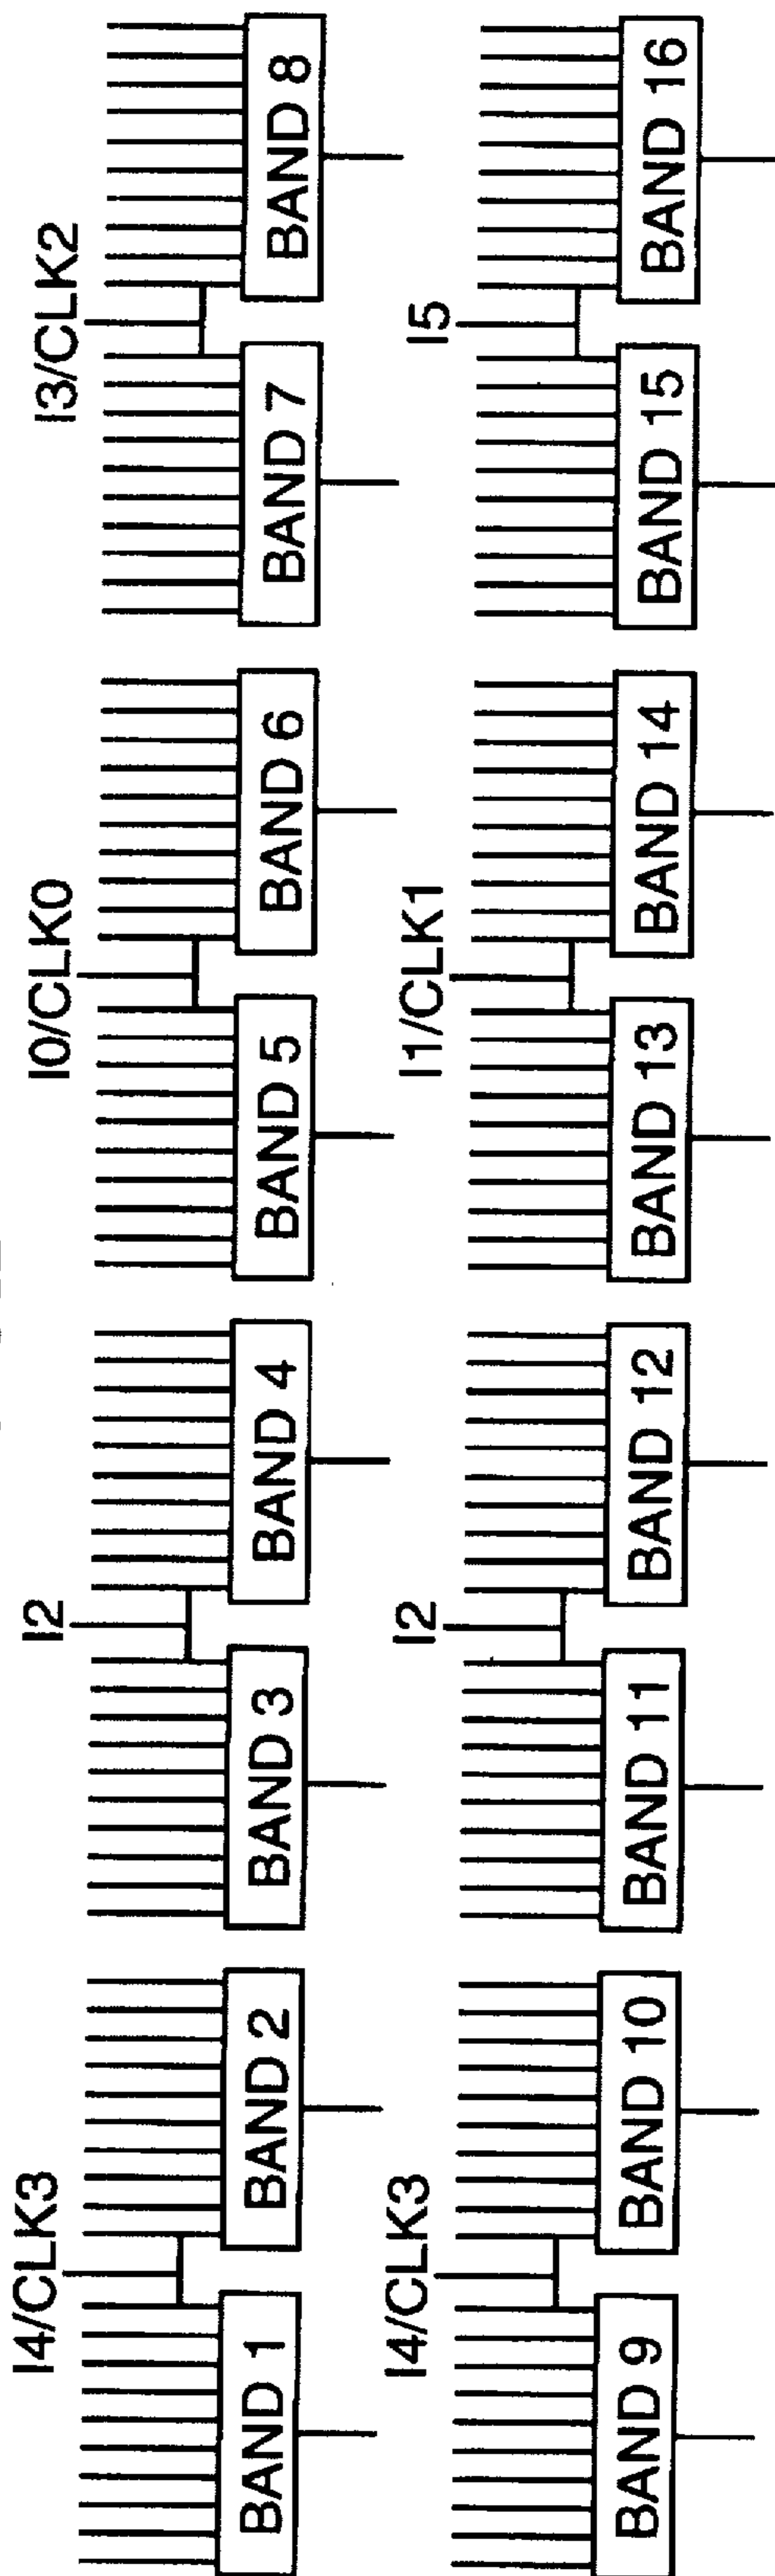 I4/CLK3
I2
I0/CLK0
I3/CLK2
BAND 1
BAND 2
BAND 3
BAND 4
BAND 5
BAND 6
BAND 7
BAND 8
I4/CLK3
I2
I1/CLK1
I5
BAND 9
BAND 10
BAND 11
BAND 12
BAND 13
BAND 14
BAND 15
BAND 16